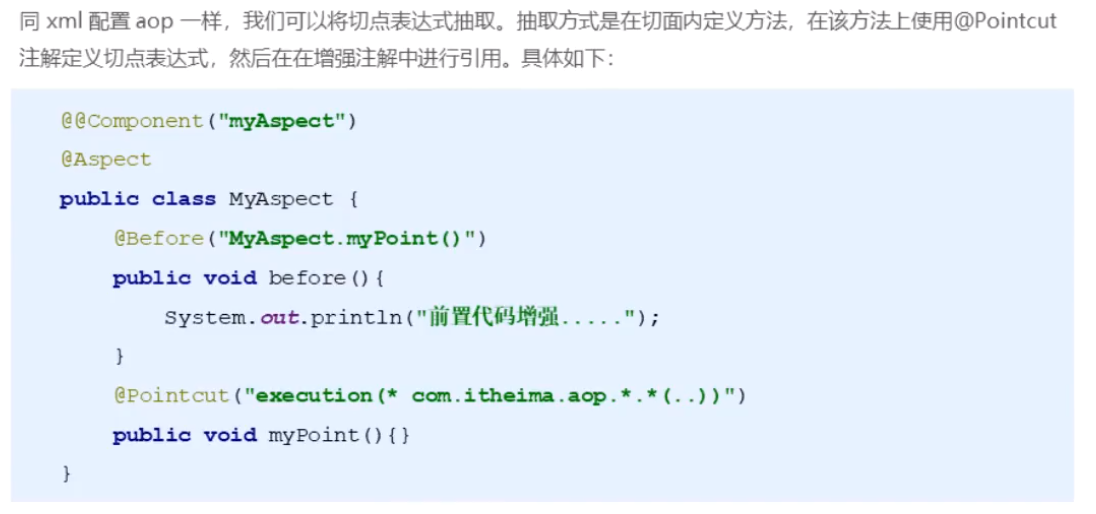 同 xml 配置 aop 一样，我们可以将切点表达式抽取。抽取方式是在切面内定义方法，在该方法上使用@Pointcut
注解定义切点表达式，然后在在增强注解中进行引用。具体如下：
@@Component("myAspect")
@Aspect
public class MyAspect {
    @Before("MyAspect.myPoint()")
    public void before(){
        System.out.println("前置代码增强.....");
    }
    @Pointcut("execution(* com.itheima.aop.*.*(..))")
    public void myPoint(){}
}